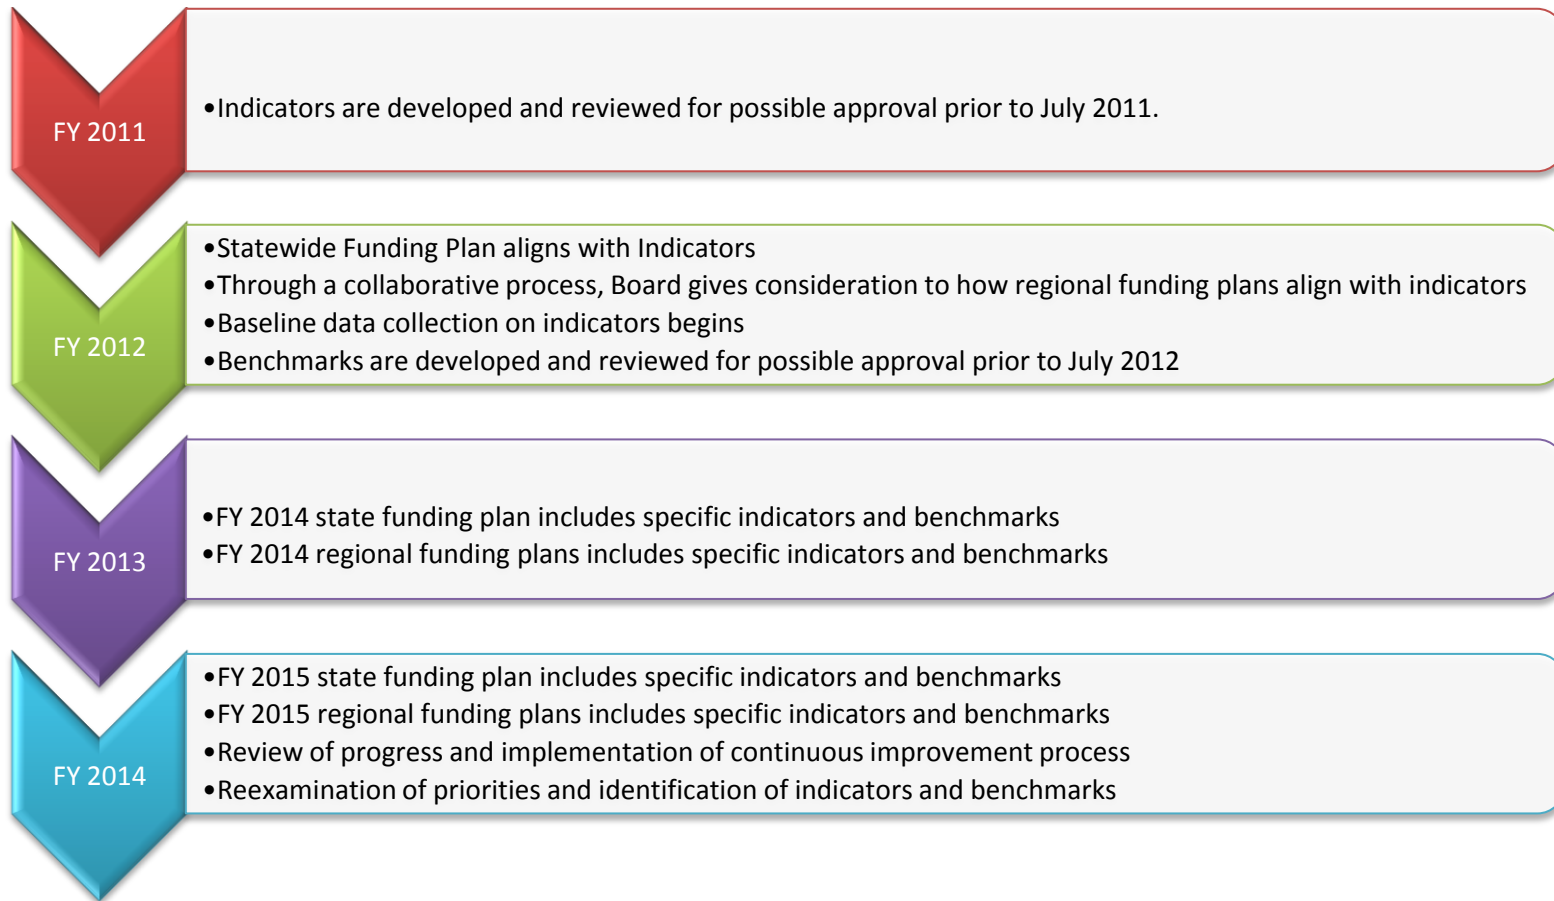 FY 2011
•Indicators are developed and reviewed for possible approval prior to July 2011.
FY 2012
•Statewide Funding Plan aligns with Indicators
•Through a collaborative process, Board gives consideration to how regional funding plans align with indicators
•Baseline data collection on indicators begins
•Benchmarks are developed and reviewed for possible approval prior to July 2012
FY 2013
•FY 2014 state funding plan includes specific indicators and benchmarks
•FY 2014 regional funding plans includes specific indicators and benchmarks
FY 2014
•FY 2015 state funding plan includes specific indicators and benchmarks
•FY 2015 regional funding plans includes specific indicators and benchmarks
•Review of progress and implementation of continuous improvement process
•Reexamination of priorities and identification of indicators and benchmarks